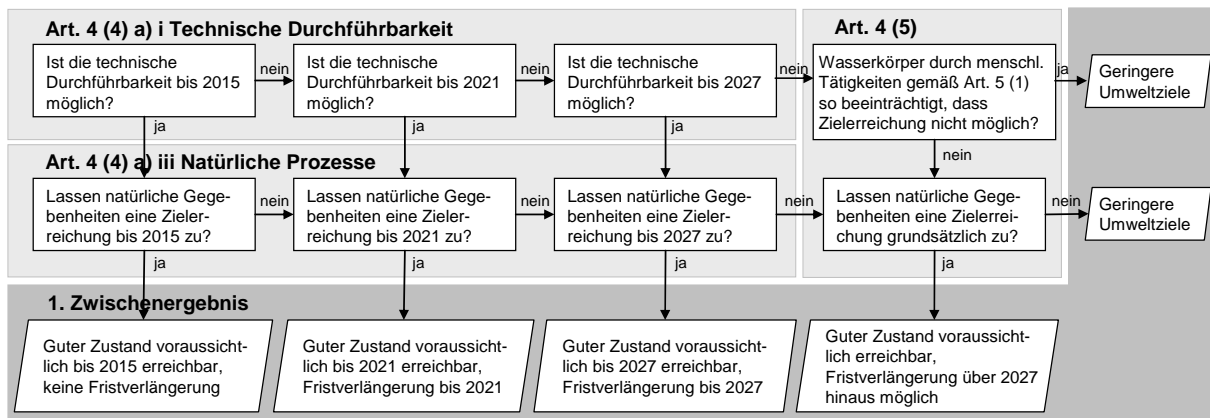 Art. 4 (4) a) i Technische Durchführbarkeit
Art. 4 (5)
Ist die technische
Durchführbarkeit bis 2015
möglich?
nein
Ist die technische
Durchführbarkeit bis 2021
möglich?
nein
Ist die technische
Durchführbarkeit bis 2027
möglich?
nein
Wasserkörper durch menschl.
Tätigkeiten gemäß Art. 5 (1)
so beeinträchtigt, dass
Zielerreichung nicht möglich?
ja
Geringere
Umweltziele
ja
ja
ja
nein
Art. 4 (4) a) iii Natürliche Prozesse
Lassen natürliche Gege-
benheiten eine Zieler-
reichung bis 2015 zu?
nein
Lassen natürliche Gege-
benheiten eine Zieler-
reichung bis 2021 zu?
nein
Lassen natürliche Gege-
benheiten eine Zieler-
reichung bis 2027 zu?
nein
Lassen natürliche Gege-
benheiten eine Zielerrei-
chung grundsätzlich zu?
nein
Geringere
Umweltziele
ja
ja
ja
ja
1. Zwischenergebnis
Guter Zustand voraussicht-
lich bis 2015 erreichbar,
keine Fristverlängerung
Guter Zustand voraussicht-
lich bis 2021 erreichbar,
Fristverlängerung bis 2021
Guter Zustand voraussicht-
lich bis 2027 erreichbar,
Fristverlängerung bis 2027
Guter Zustand voraussicht-
lich erreichbar,
Fristverlängerung über 2027
hinaus möglich